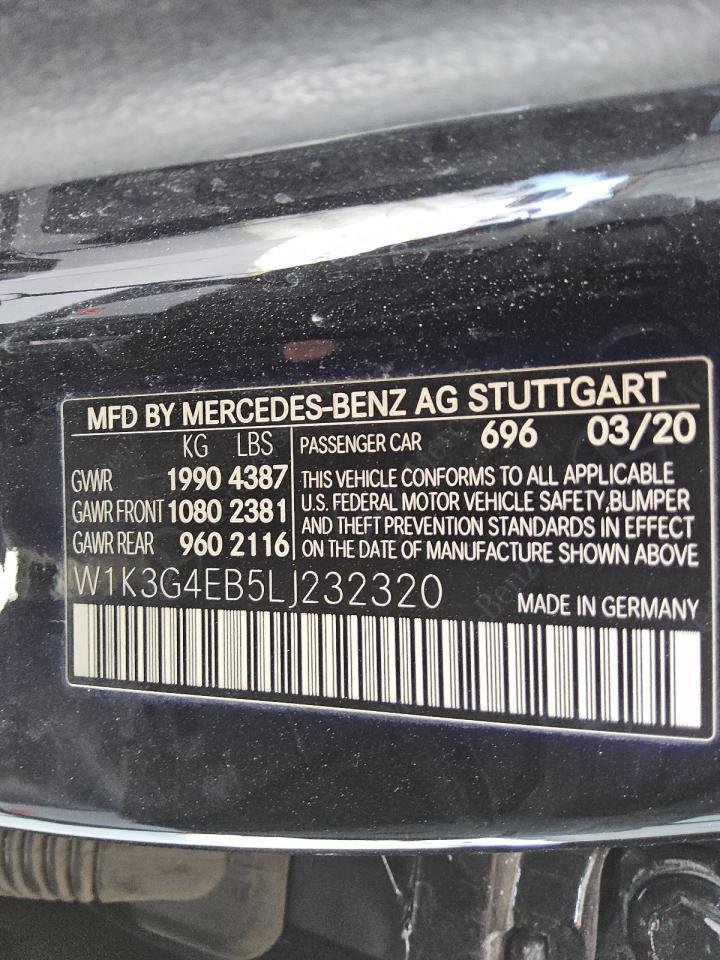 MFD BY MERCEDES-BENZ AG STUTTGART
KG LBS
GVWR 1990 4387
GAWR FRONT 1080 2381
GAWR REAR 960 2116
PASSENGER CAR 696 03/20
THIS VEHICLE CONFORMS TO ALL APPLICABLE
U.S. FEDERAL MOTOR VEHICLE SAFETY,BUMPER
AND THEFT PREVENTION STANDARDS IN EFFECT
ON THE DATE OF MANUFACTURE SHOWN ABOVE
W1K3G4EB5LJ232320
MADE IN GERMANY